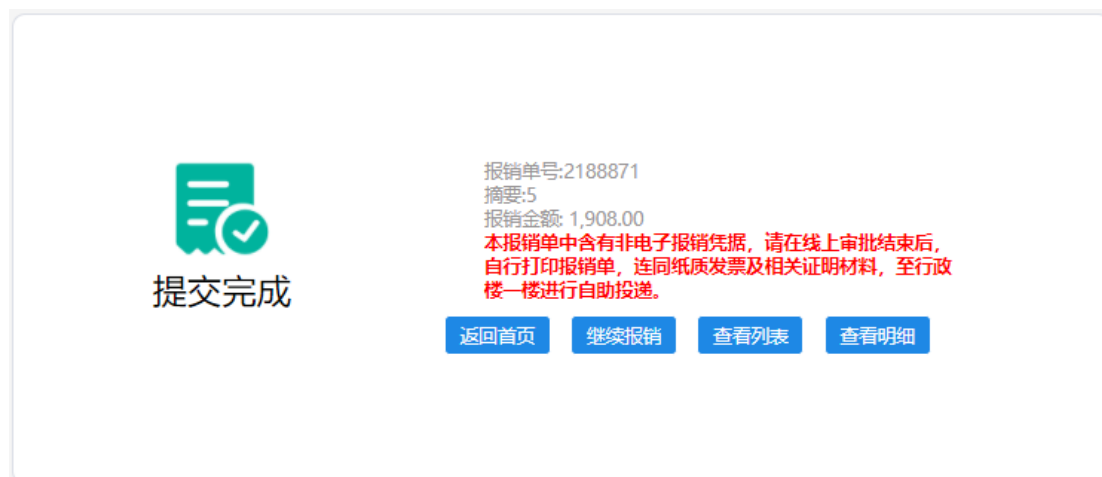 报销单号:2188871
摘要:5
报销金额: 1,908.00
本报销单中含有非电子报销凭据，请在线上审批结束后，
自行打印报销单，连同纸质发票及相关证明材料，至行政
楼一楼进行自助投递。
提交完成
返回首页 继续报销 查看列表 查看明细